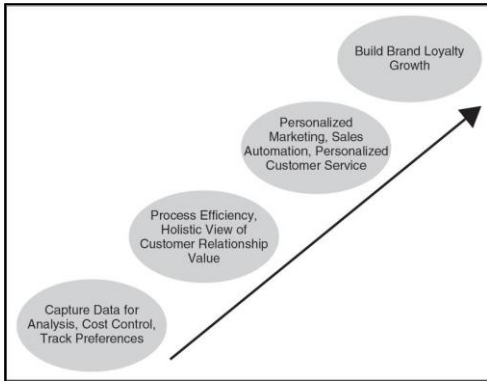 Build Brand Loyalty
Growth
Personalized
Marketing, Sales
Automation, Personalized
Customer Service
Process Efficiency,
Holistic View of
Customer Relationship
Value
Capture Data for
Analysis, Cost Control,
Track Preferences